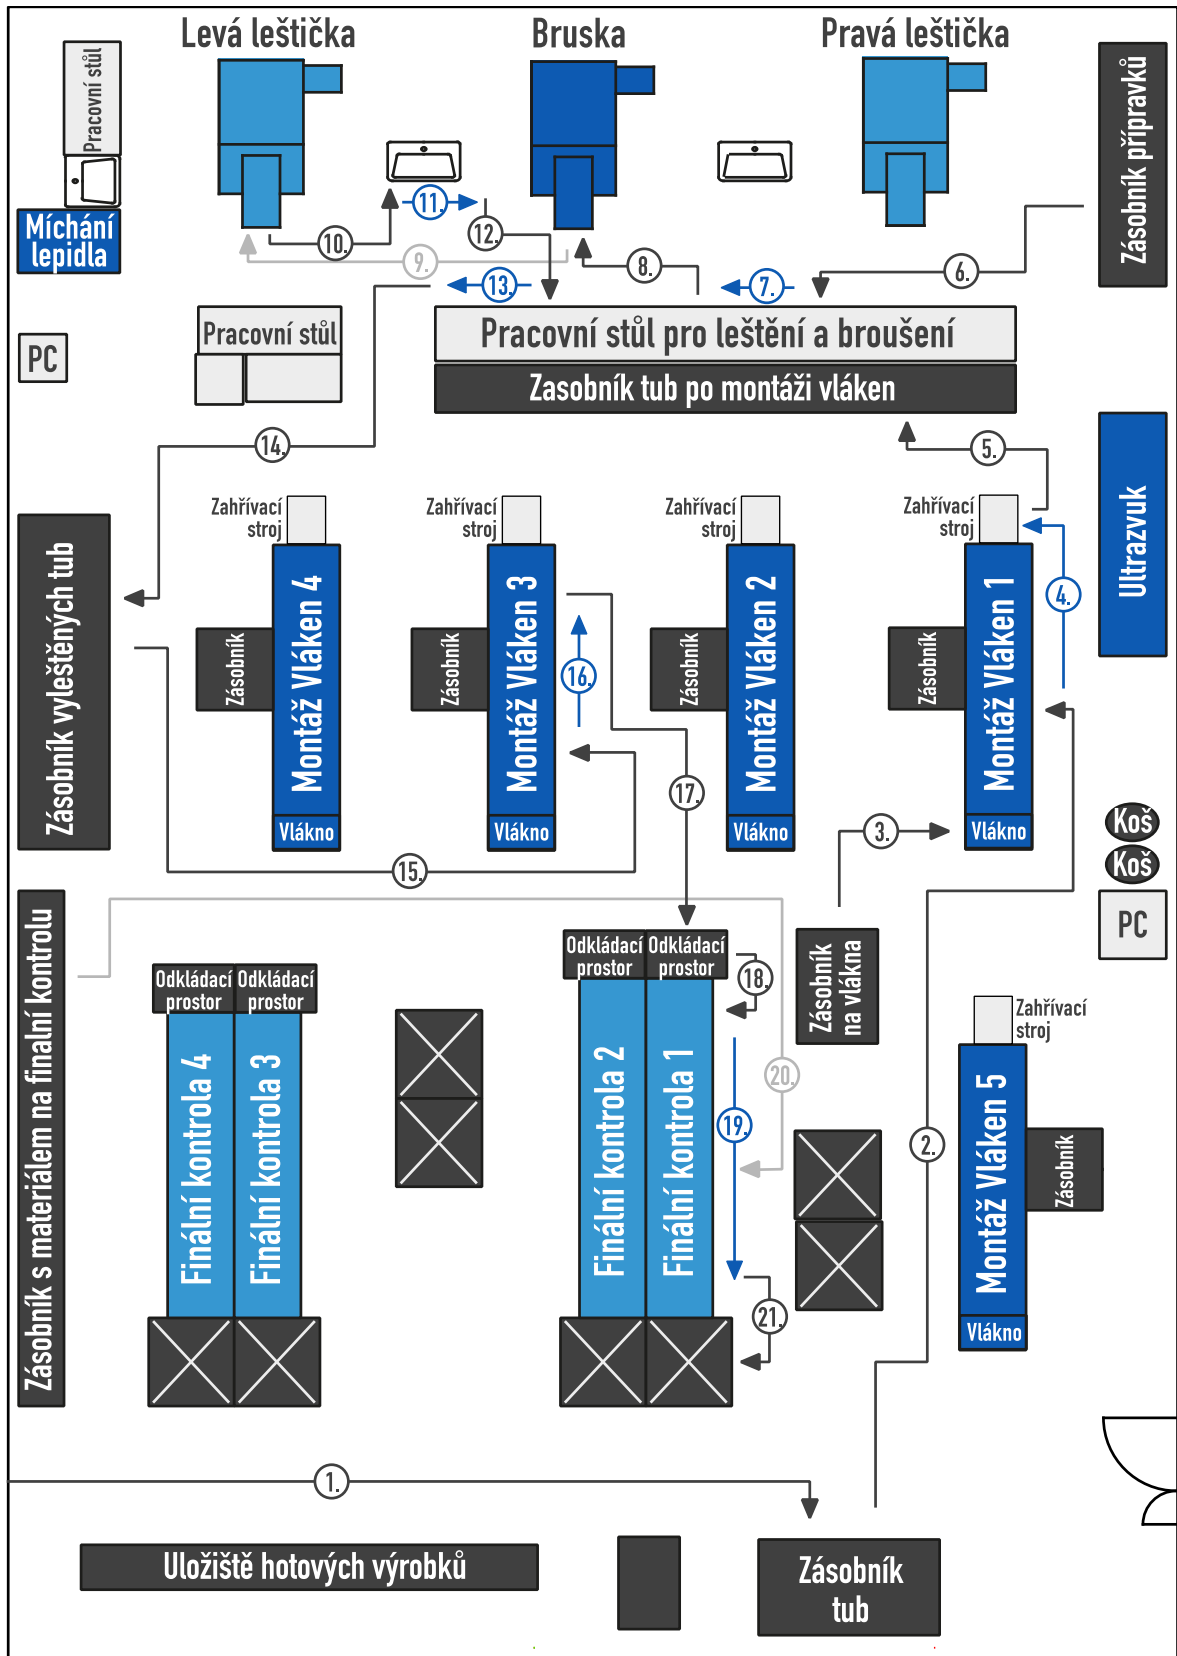 Levá leštička
Bruska
Pravá leštička
Pracovní stůl
Míchání
lepidla
Zásobník přípravků
11.
10.
12.
9.
8.
6.
13.
7.
PC
Pracovní stůl
Pracovní stůl pro leštění a broušení
Zasobník tub po montáži vláken
14.
5.
Zahřívací
stroj
Zahřívací
stroj
Zahřívací
stroj
Zahřívací
stroj
Ultrazvuk
Zásobník vyleštěných tub
Zásobník
Montáž Vláken 4
Vlákno
Zásobník
Montáž Vláken 3
Vlákno
16.
Zásobník
Montáž Vláken 2
Vlákno
Zásobník
Montáž Vláken 1
Vlákno
4.
17.
3.
15.
Koš
Koš
PC
Zásobník s materiálem na finalní kontrolu
Odkládací
prostor
Odkládací
prostor
Finální kontrola 4
Finální kontrola 3
Odkládací
prostor
Odkládací
prostor
Finální kontrola 2
Finální kontrola 1
18.
19.
20.
21.
Zásobník
na vlákna
2.
Zahřívací
stroj
Montáž Vláken 5
Zásobník
Vlákno
1.
Uložiště hotových výrobků
Zásobník
tub